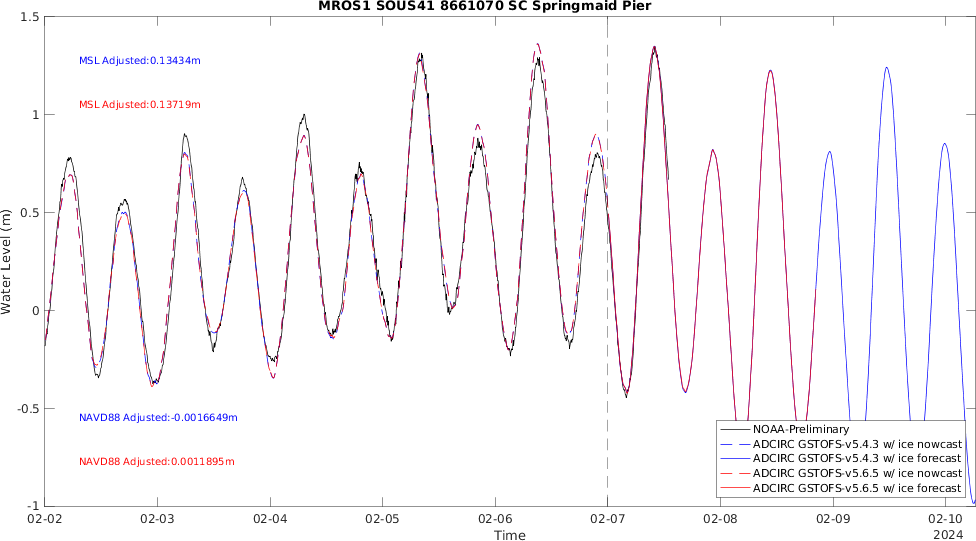 MROS1 SOUS41 8661070 SC Springmaid Pier
1.5
1
0.5
0
-0.5
-1
Water Level (m)
MSL Adjusted:0.13434m
MSL Adjusted:0.13719m
NAVD88 Adjusted:-0.0016649m
NAVD88 Adjusted:0.0011895m
NOAA-Preliminary
ADCIRC GSTOFS-v5.4.3 w/ ice nowcast
ADCIRC GSTOFS-v5.4.3 w/ ice forecast
ADCIRC GSTOFS-v5.6.5 w/ ice nowcast
ADCIRC GSTOFS-v5.6.5 w/ ice forecast
02-02 02-03 02-04 02-05 02-06 02-07 02-08 02-09 02-10
2024
Time